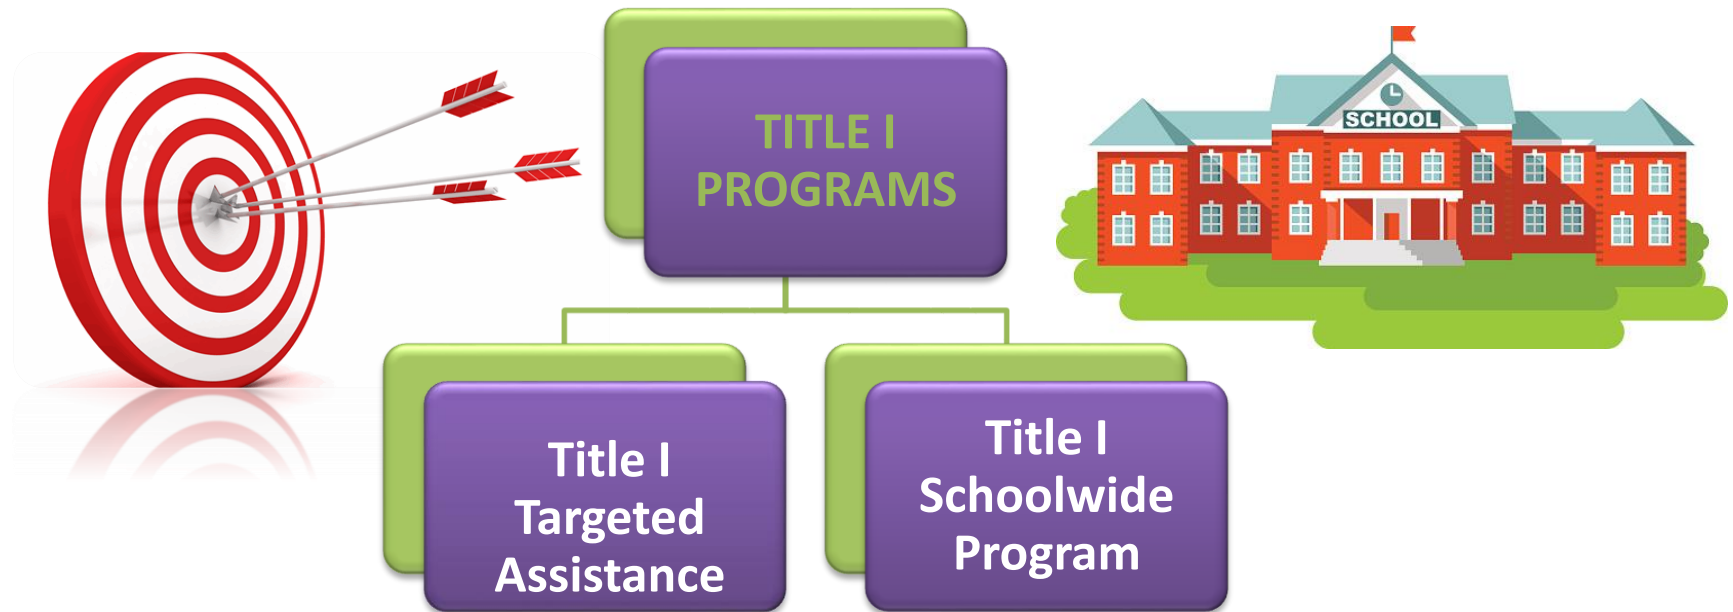 TITLE I
PROGRAMS
SCHOOL
Title I
Targeted
Assistance
Title I
Schoolwide
Program